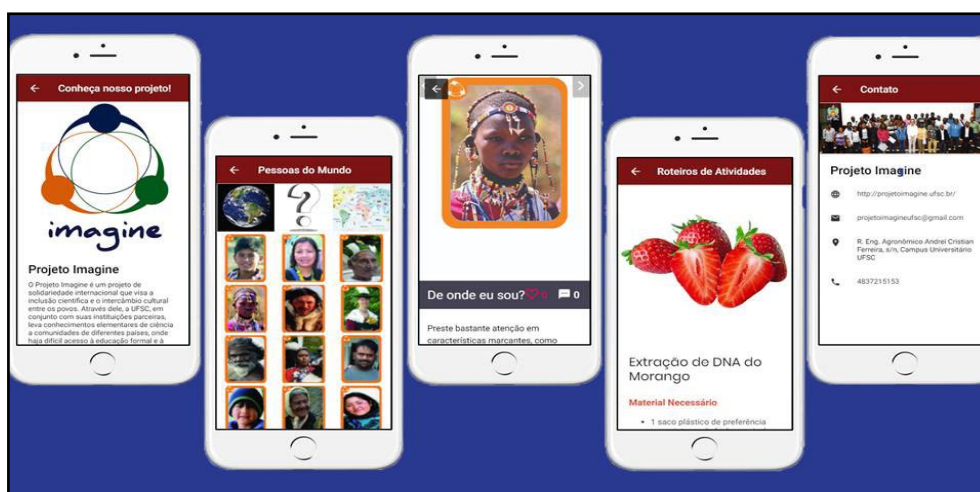 Conheça nosso projeto!
imagine
Projeto Imagine
O Projeto Imagine é um projeto de
solidariedade internacional que visa a
inclusão científica e o intercâmbio cultural
entre os povos. Através dele, a UFSC, em
conjunto com suas instituições parceiras,
leva conhecimentos elementares de ciência
a comunidades de diferentes países, onde
haja difícil acesso à educação formal e à
Pessoas do Mundo
?
De onde eu sou? 0 0
Preste bastante atenção em
características marcantes, como
Roteiros de Atividades
Extração de DNA do
Morango
Material Necessário
• 1 saco plástico de preferência
Contato
Projeto Imagine
http://projetoimagine.ufsc.br/
projetoimagineufsc@gmail.com
R. Eng. Agronômico Andrei Cristian
Ferreira, s/n, Campus Universitário
UFSC
4837215153